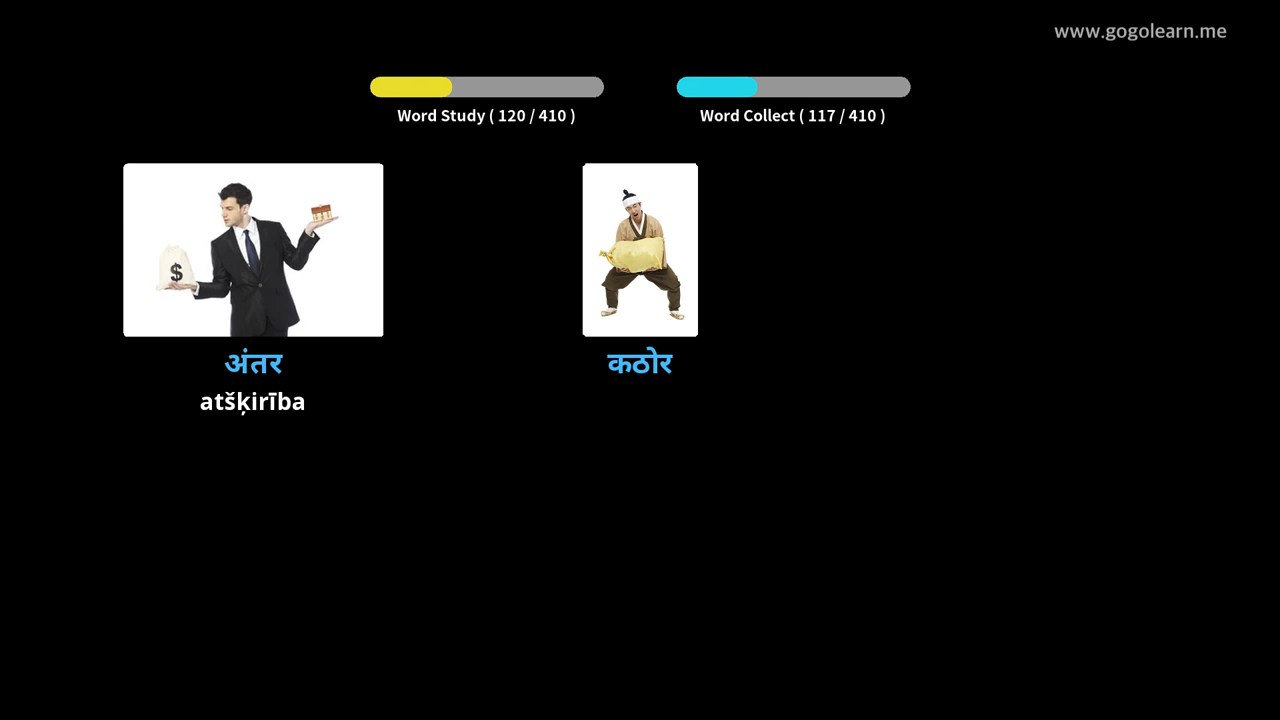 www.gogolearn.me
Word Study ( 120 / 410 )
Word Collect ( 117 / 410 )
$
अंतर
कठोर
atšķirība